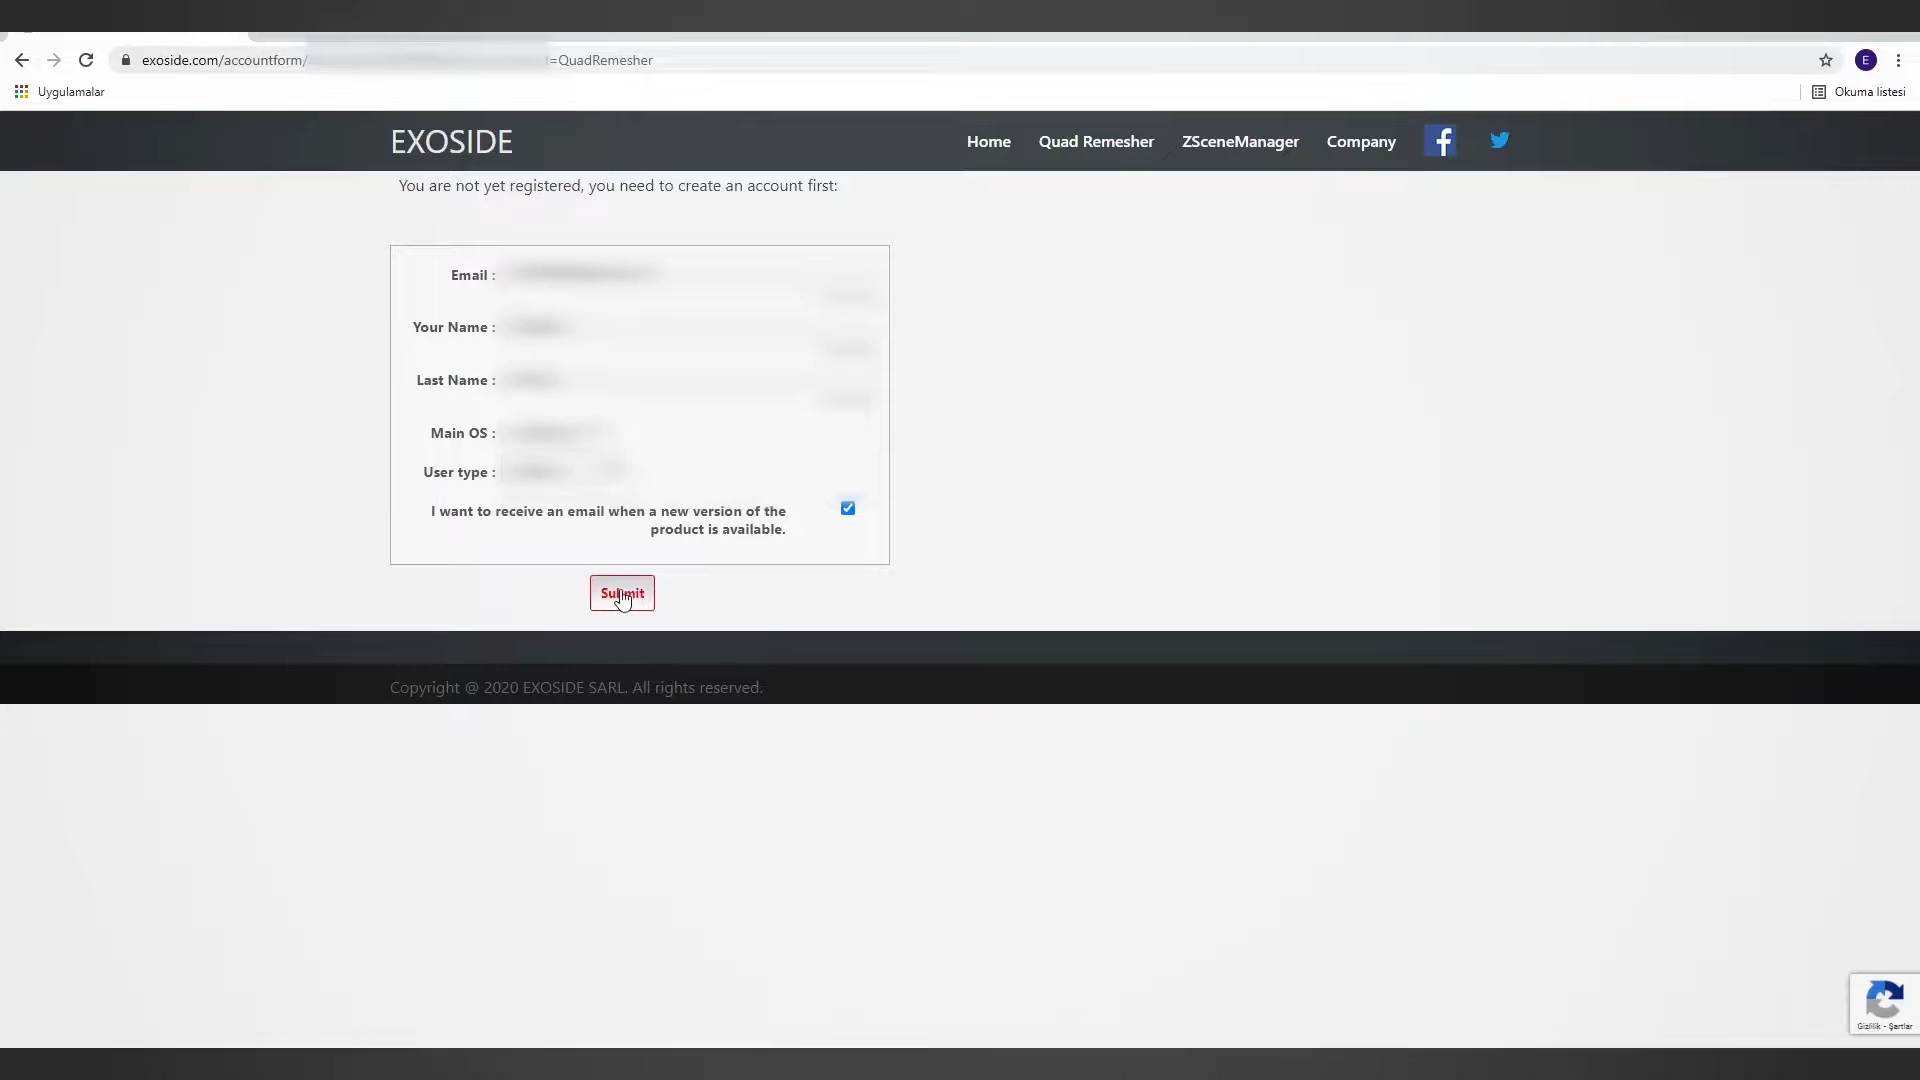 exoside.com/accountform/
=QuadRemesher
E
Uygulamalar
Okuma listesi
EXOSIDE
Home
Quad Remesher
ZSceneManager
Company
You are not yet registered, you need to create an account first:
Email :
Your Name :
Last Name :
Main OS :
User type :
I want to receive an email when a new version of the
product is available.
Submit
Copyright @ 2020 EXOSIDE SARL. All rights reserved.
Gizlilik - Şartlar